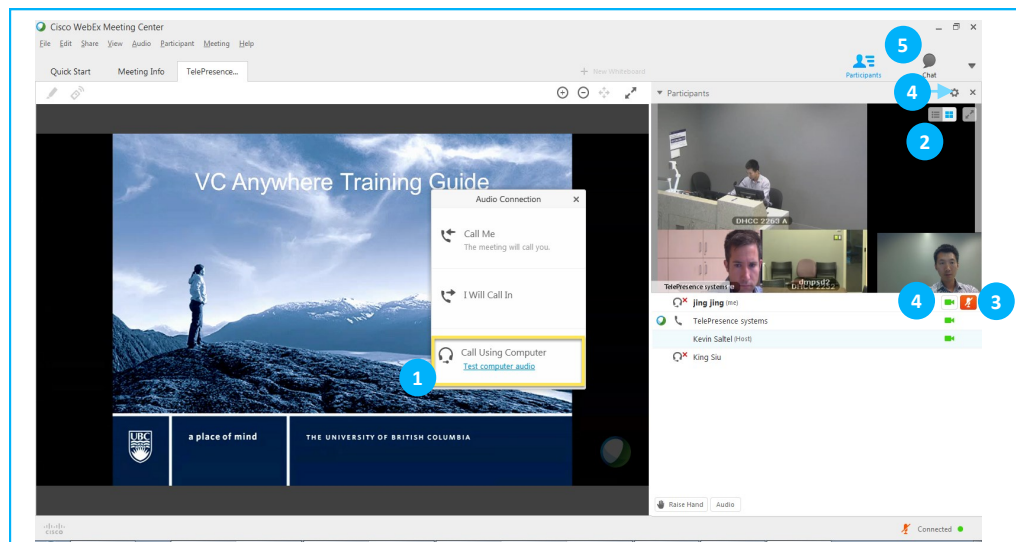 Cisco WebEx Meeting Center
File Edit Share View Audio Participant Meeting Help
5
Quick Start Meeting Info TelePresence...
+ New Whiteboard
Participants Chat
Participants
4
2
VC Anywhere Training Guide
Audio Connection
Call Me
The meeting will call you.
I Will Call In
Call Using Computer
Test computer audio
1
UBC
a place of mind
THE UNIVERSITY OF BRITISH COLUMBIA
DHCC 2263 A
TelePresence systems
dmpsd2
jing jing (me)
4
3
TelePresence systems
Kevin Saltel (Host)
King Siu
Raise Hand Audio
CISCO
Connected